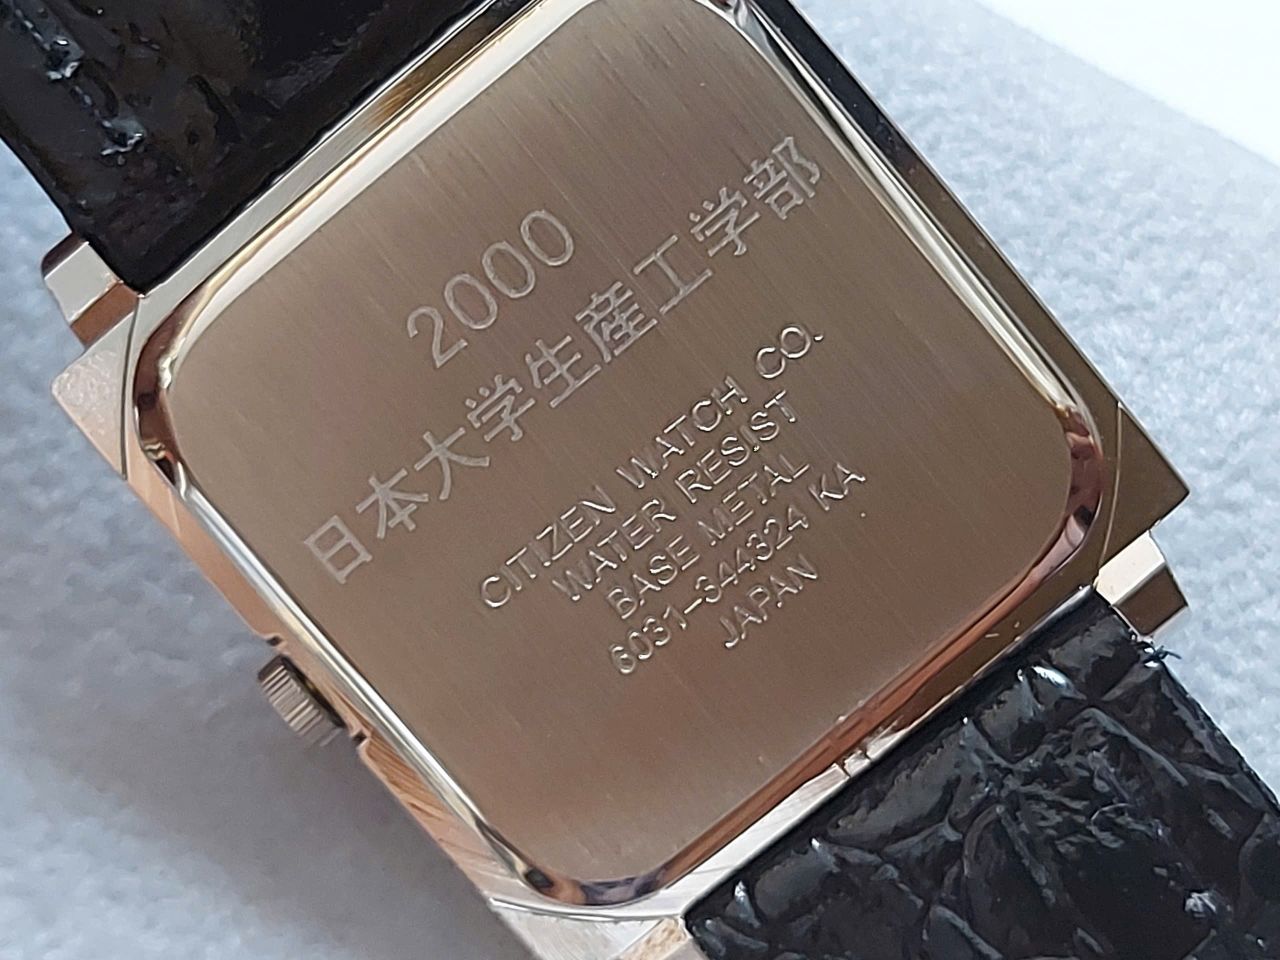 2000
日本大学生産工学部
CITIZEN WATCH CO.
WATER RESIST
BASE METAL
6031-344324 KA
JAPAN